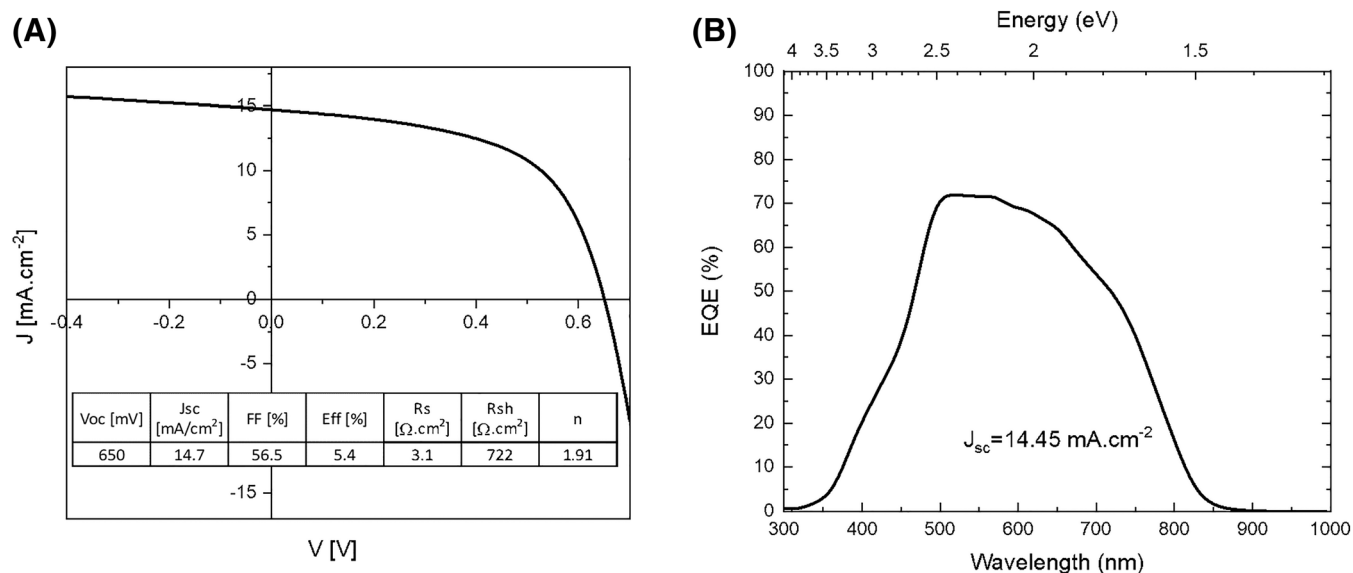 (A)
15
10
5
0
-0.4 -0.2 0.0 0.2 0.4 0.6
-5
-15
J [mA.cm⁻²]
V [V]
Voc [mV] Jsc [mA/cm²] FF [%] Eff [%] Rs [Ω.cm²] Rsh [Ω.cm²] n
650 14.7 56.5 5.4 3.1 722 1.91
(B)
Energy (eV)
4 3.5 3 2.5 2 1.5
100
90
80
70
60
50
40
30
20
10
0
EQE (%)
Jsc=14.45 mA.cm⁻²
300 400 500 600 700 800 900 1000
Wavelength (nm)